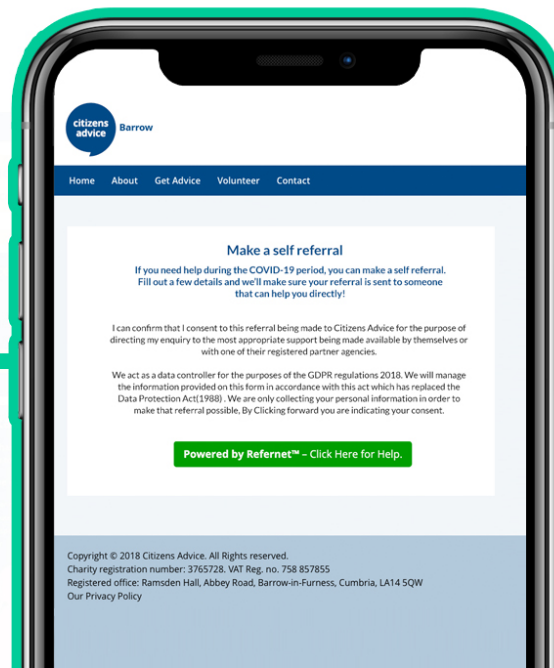 citizens
advice
Barrow
Home About Get Advice Volunteer Contact
Make a self referral
If you need help during the COVID-19 period, you can make a self referral.
Fill out a few details and we'll make sure your referral is sent to someone
that can help you directly!
I can confirm that I consent to this referral being made to Citizens Advice for the purpose of
directing my enquiry to the most appropriate support being made available by themselves or
with one of their registered partner agencies.
We act as a data controller for the purposes of the GDPR regulations 2018. We will manage
the information provided on this form in accordance with this act which has replaced the
Data Protection Act(1988) . We are only collecting your personal information in order to
make that referral possible, By Clicking forward you are indicating your consent.
Powered by Refernet™ – Click Here for Help.
Copyright © 2018 Citizens Advice. All Rights reserved.
Charity registration number: 3765728. VAT Reg. no. 758 857855
Registered office: Ramsden Hall, Abbey Road, Barrow-in-Furness, Cumbria, LA14 5QW
Our Privacy Policy